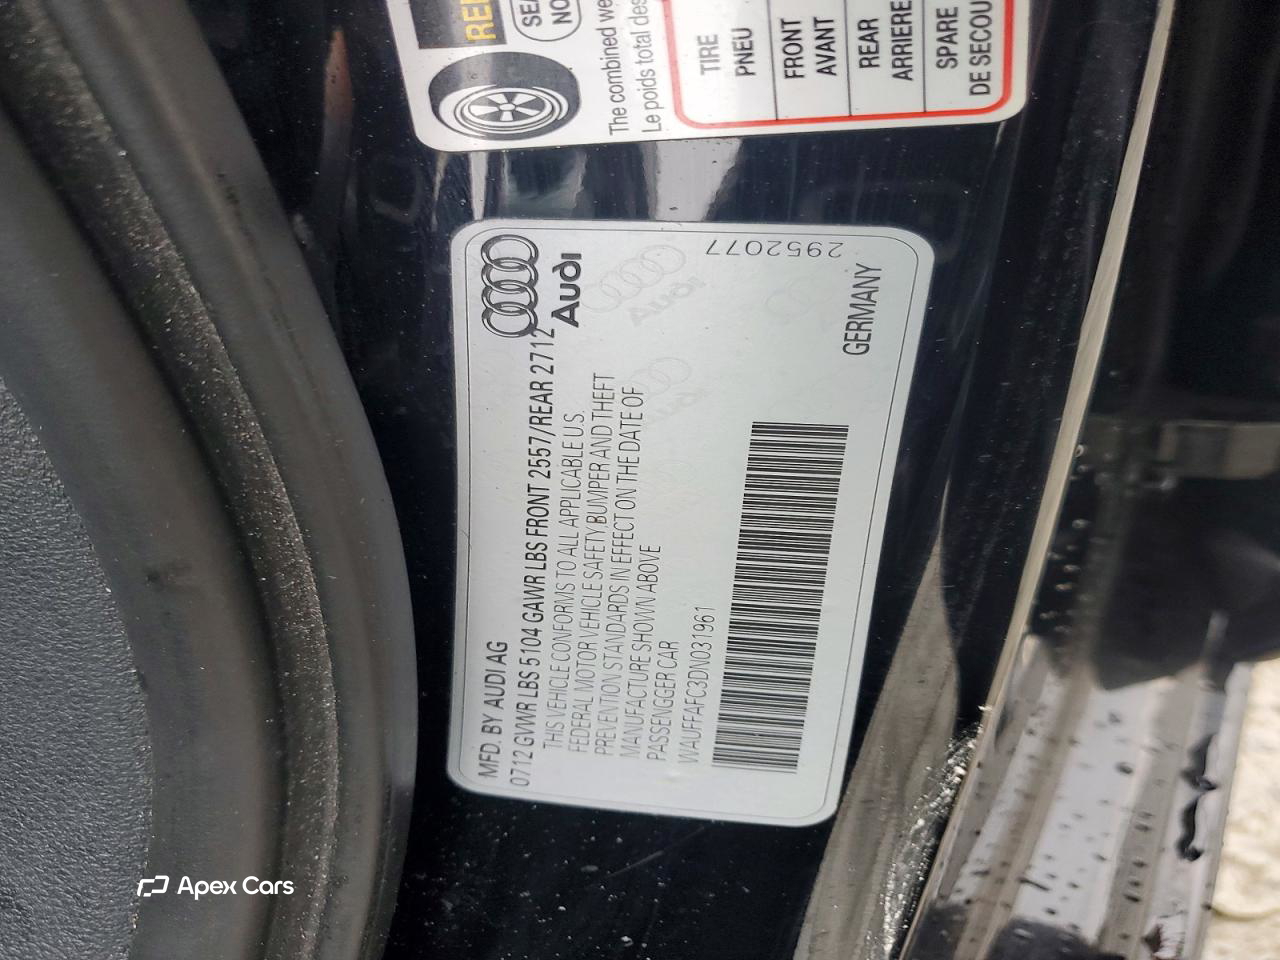 SPARE
DE SECOU
REAR
ARRIERE
FRONT
AVANT
TIRE
PNEU
The combined we
Le poids total des
SEA
NO
Audi
2952077
MFD. BY AUDI AG
0712 GVWR LBS 5104 GAWR LBS FRONT 2557/REAR 2712
THIS VEHICLE CONFORMS TO ALL APPLICABLE U.S.
FEDERAL MOTOR VEHICLE SAFETY,BUMPER AND THEFT
PREVENTION STANDARDS IN EFFECT ON THE DATE OF
MANUFACTURE SHOWN ABOVE
PASSENGER CAR
WAUFFAFC3DN031961
GERMANY
Apex Cars